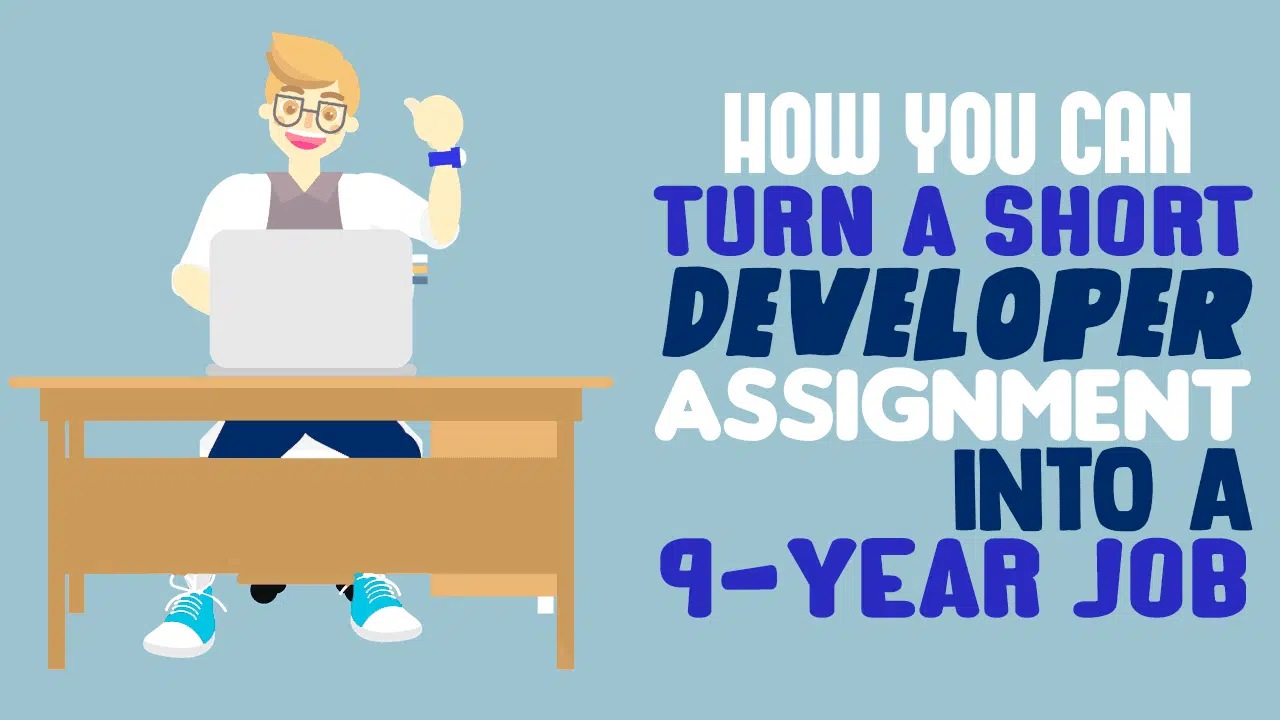 HOW YOU CAN
TURN A SHORT
DEVELOPER
ASSIGNMENT
INTO A
9-YEAR JOB